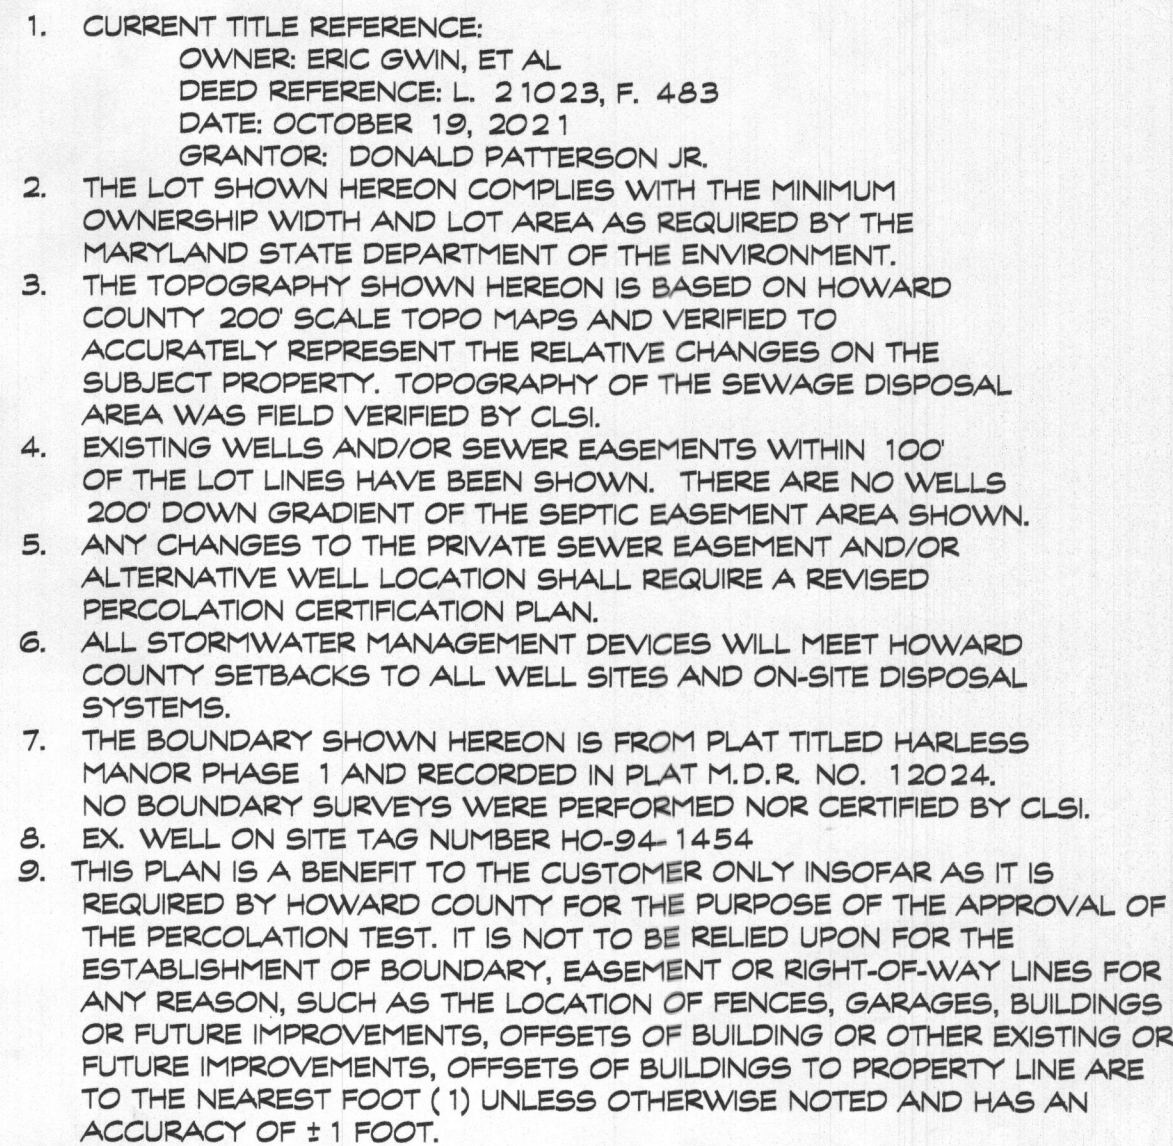 1. CURRENT TITLE REFERENCE:
OWNER: ERIC GWIN, ET AL
DEED REFERENCE: L. 21023, F. 483
DATE: OCTOBER 19, 2021
GRANTOR: DONALD PATTERSON JR.
2. THE LOT SHOWN HEREON COMPLIES WITH THE MINIMUM
OWNERSHIP WIDTH AND LOT AREA AS REQUIRED BY THE
MARYLAND STATE DEPARTMENT OF THE ENVIRONMENT.
3. THE TOPOGRAPHY SHOWN HEREON IS BASED ON HOWARD
COUNTY 200' SCALE TOPO MAPS AND VERIFIED TO
ACCURATELY REPRESENT THE RELATIVE CHANGES ON THE
SUBJECT PROPERTY. TOPOGRAPHY OF THE SEWAGE DISPOSAL
AREA WAS FIELD VERIFIED BY CLSI.
4. EXISTING WELLS AND/OR SEWER EASEMENTS WITHIN 100'
OF THE LOT LINES HAVE BEEN SHOWN. THERE ARE NO WELLS
200' DOWN GRADIENT OF THE SEPTIC EASEMENT AREA SHOWN.
5. ANY CHANGES TO THE PRIVATE SEWER EASEMENT AND/OR
ALTERNATIVE WELL LOCATION SHALL REQUIRE A REVISED
PERCOLATION CERTIFICATION PLAN.
6. ALL STORMWATER MANAGEMENT DEVICES WILL MEET HOWARD
COUNTY SETBACKS TO ALL WELL SITES AND ON-SITE DISPOSAL
SYSTEMS.
7. THE BOUNDARY SHOWN HEREON IS FROM PLAT TITLED HARLESS
MANOR PHASE 1 AND RECORDED IN PLAT M.D.R. NO. 12024.
NO BOUNDARY SURVEYS WERE PERFORMED NOR CERTIFIED BY CLSI.
8. EX. WELL ON SITE TAG NUMBER HO-94-1454
9. THIS PLAN IS A BENEFIT TO THE CUSTOMER ONLY INSOFAR AS IT IS
REQUIRED BY HOWARD COUNTY FOR THE PURPOSE OF THE APPROVAL OF
THE PERCOLATION TEST. IT IS NOT TO BE RELIED UPON FOR THE
ESTABLISHMENT OF BOUNDARY, EASEMENT OR RIGHT-OF-WAY LINES FOR
ANY REASON, SUCH AS THE LOCATION OF FENCES, GARAGES, BUILDINGS
OR FUTURE IMPROVEMENTS, OFFSETS OF BUILDING OR OTHER EXISTING OR
FUTURE IMPROVEMENTS, OFFSETS OF BUILDINGS TO PROPERTY LINE ARE
TO THE NEAREST FOOT (1) UNLESS OTHERWISE NOTED AND HAS AN
ACCURACY OF ± 1 FOOT.